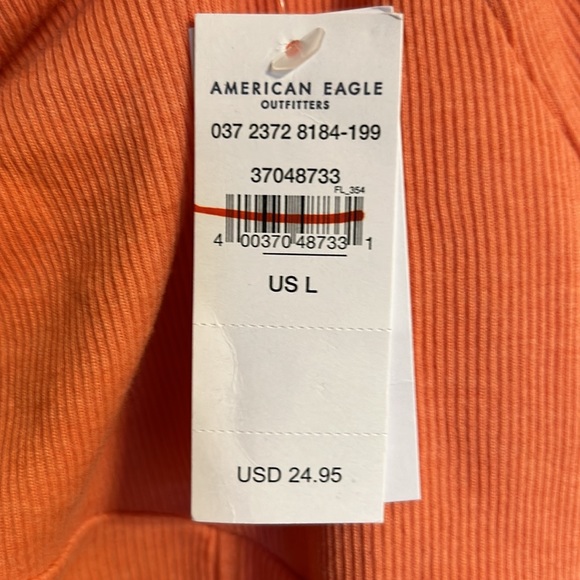 AMERICAN EAGLE
OUTFITTERS
037 2372 8184-199
37048733
FL_354
4 00370 48733 1
US L
USD 24.95